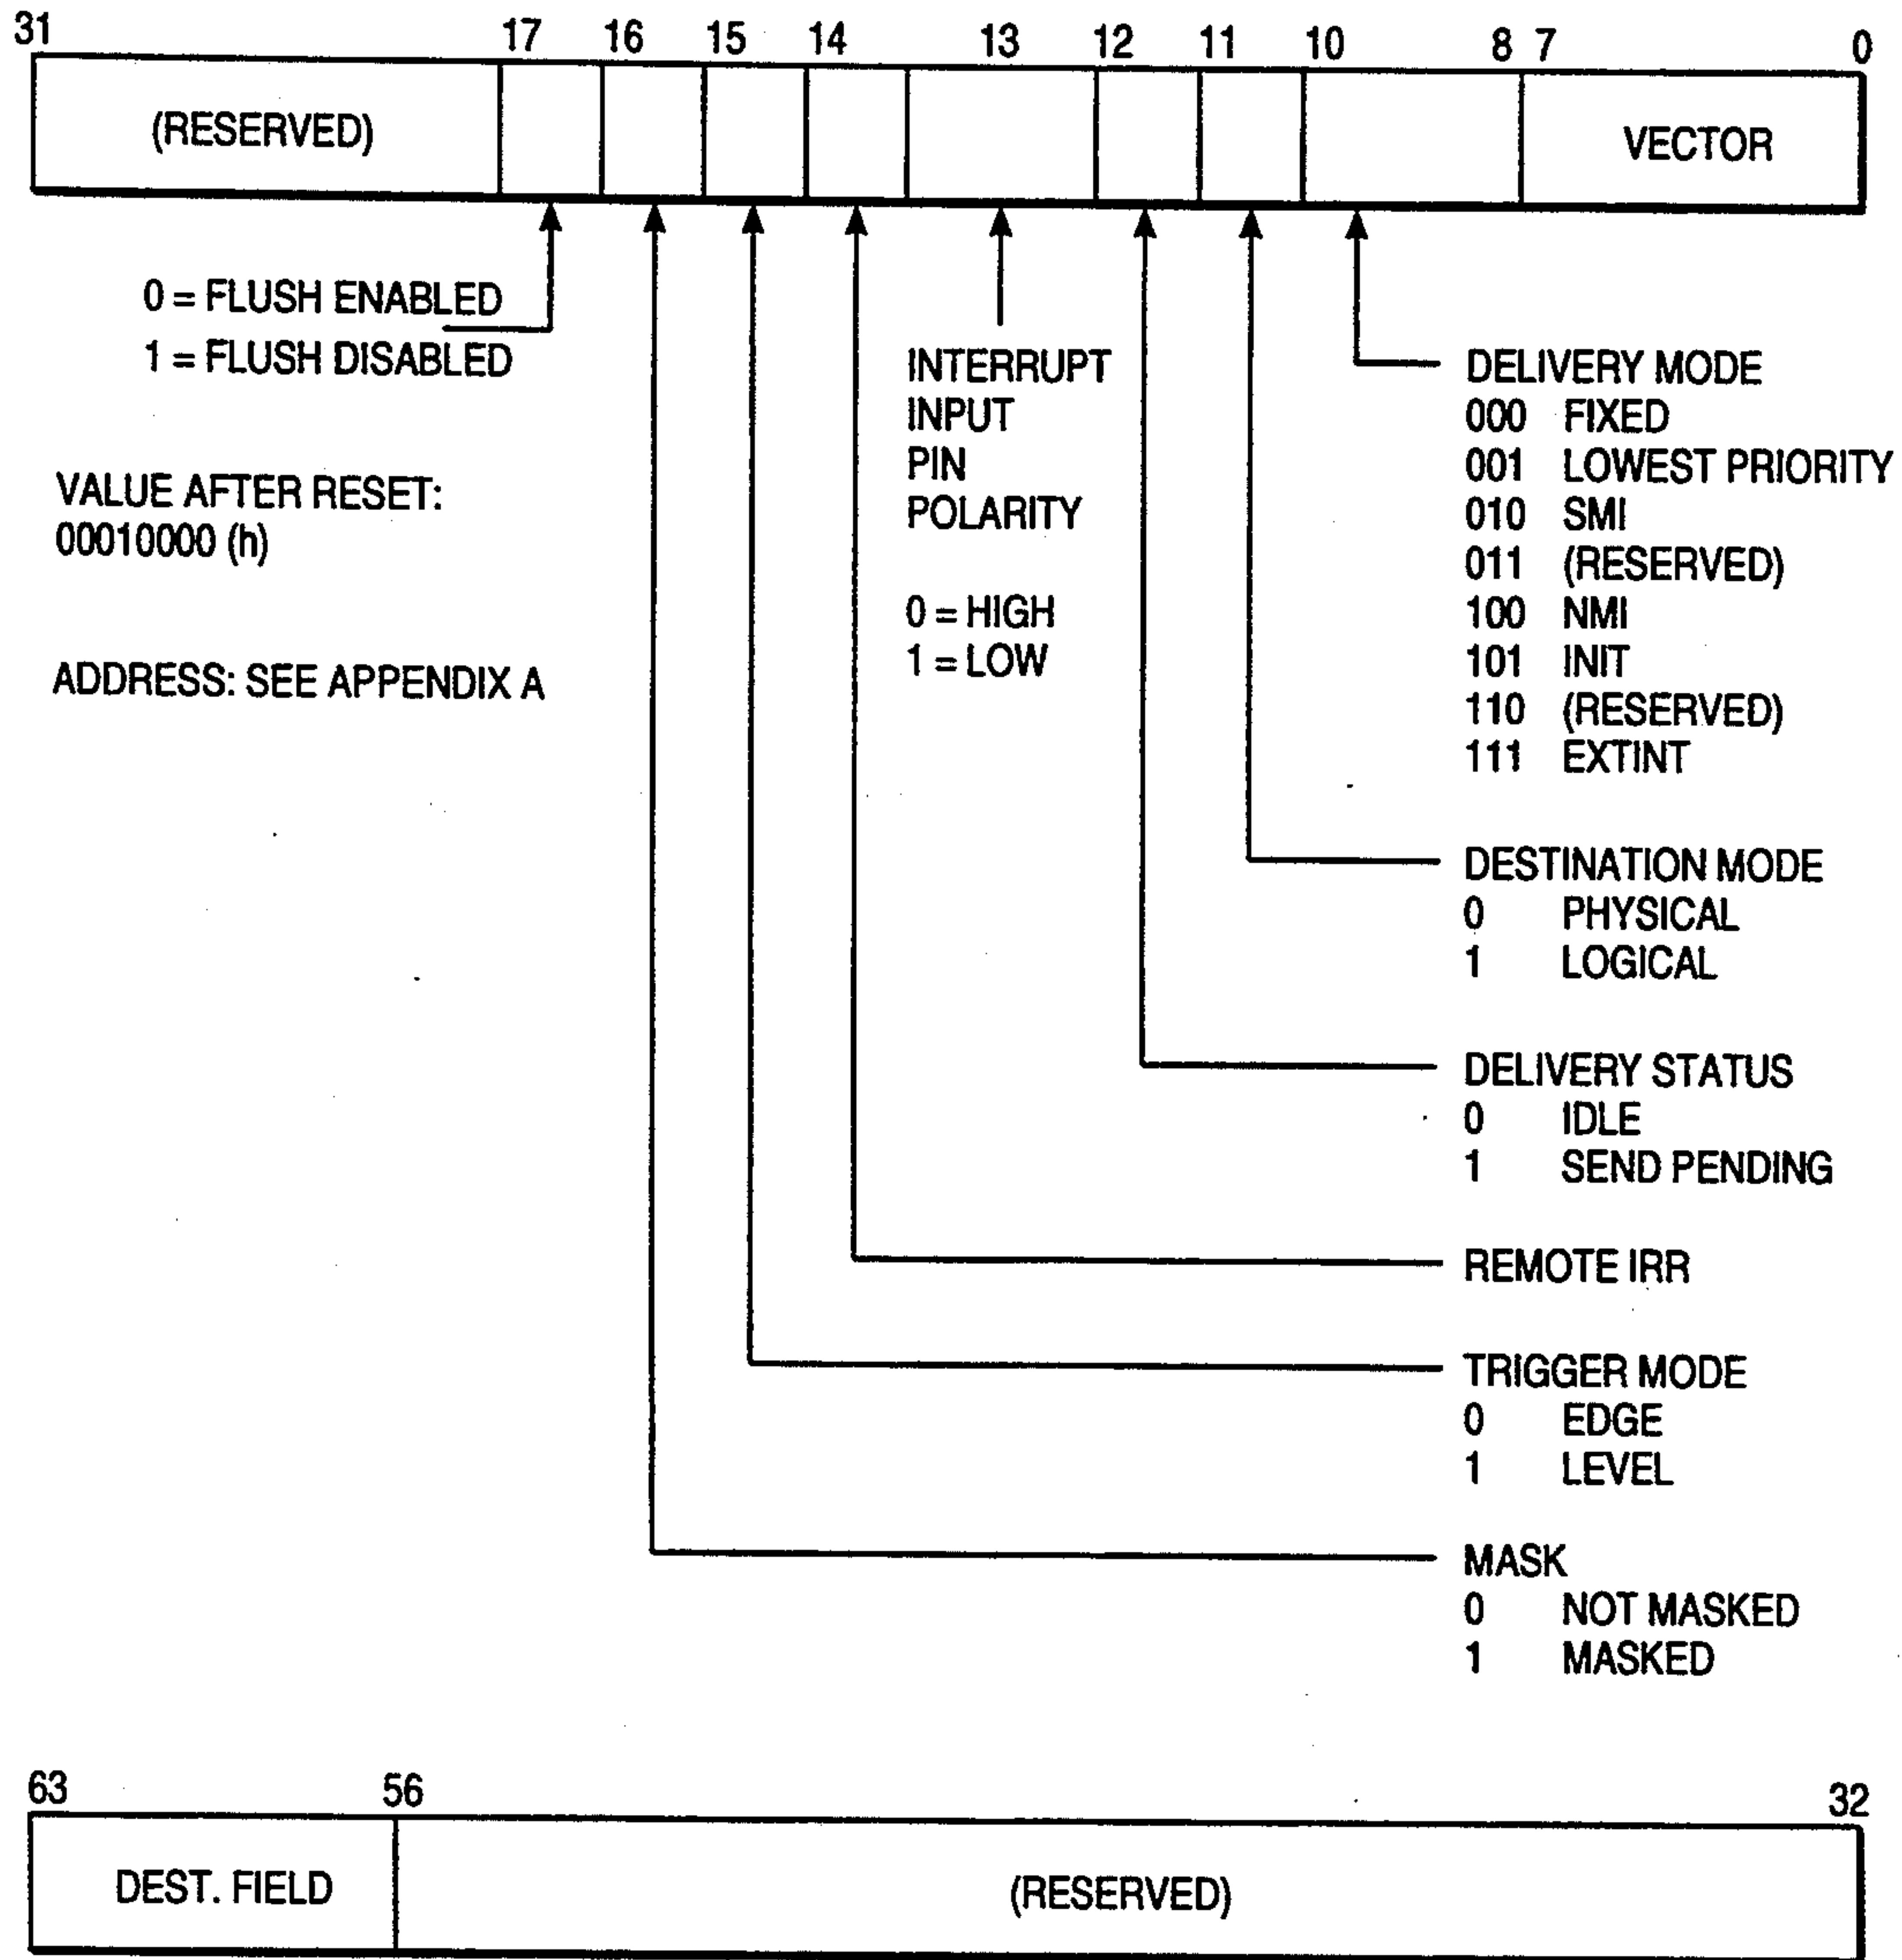 31 17 16 15 14 13 12 11 10 8 7 0
(RESERVED) VECTOR
0 = FLUSH ENABLED
1 = FLUSH DISABLED
VALUE AFTER RESET:
00010000 (h)
ADDRESS: SEE APPENDIX A
INTERRUPT
INPUT
PIN
POLARITY
0 = HIGH
1 = LOW
DELIVERY MODE
000 FIXED
001 LOWEST PRIORITY
010 SMI
011 (RESERVED)
100 NMI
101 INIT
110 (RESERVED)
111 EXTINT
DESTINATION MODE
0 PHYSICAL
1 LOGICAL
DELIVERY STATUS
0 IDLE
1 SEND PENDING
REMOTE IRR
TRIGGER MODE
0 EDGE
1 LEVEL
MASK
0 NOT MASKED
1 MASKED
63 56 32
DEST. FIELD (RESERVED)